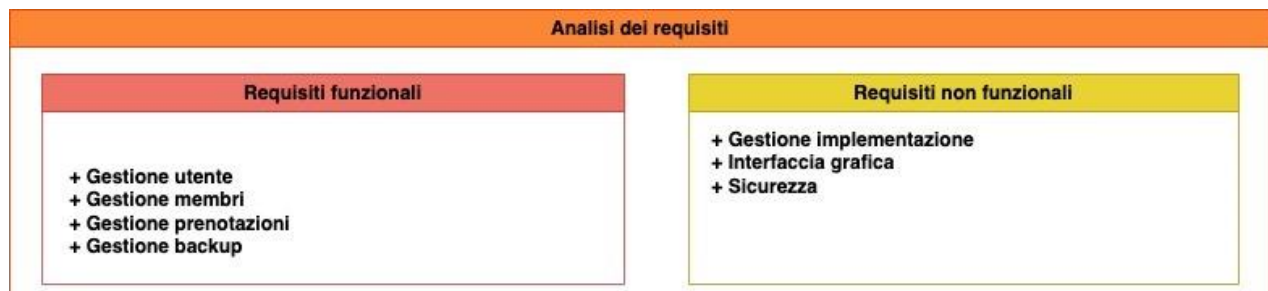 Analisi dei requisiti
Requisiti funzionali
+ Gestione utente
+ Gestione membri
+ Gestione prenotazioni
+ Gestione backup
Requisiti non funzionali
+ Gestione implementazione
+ Interfaccia grafica
+ Sicurezza